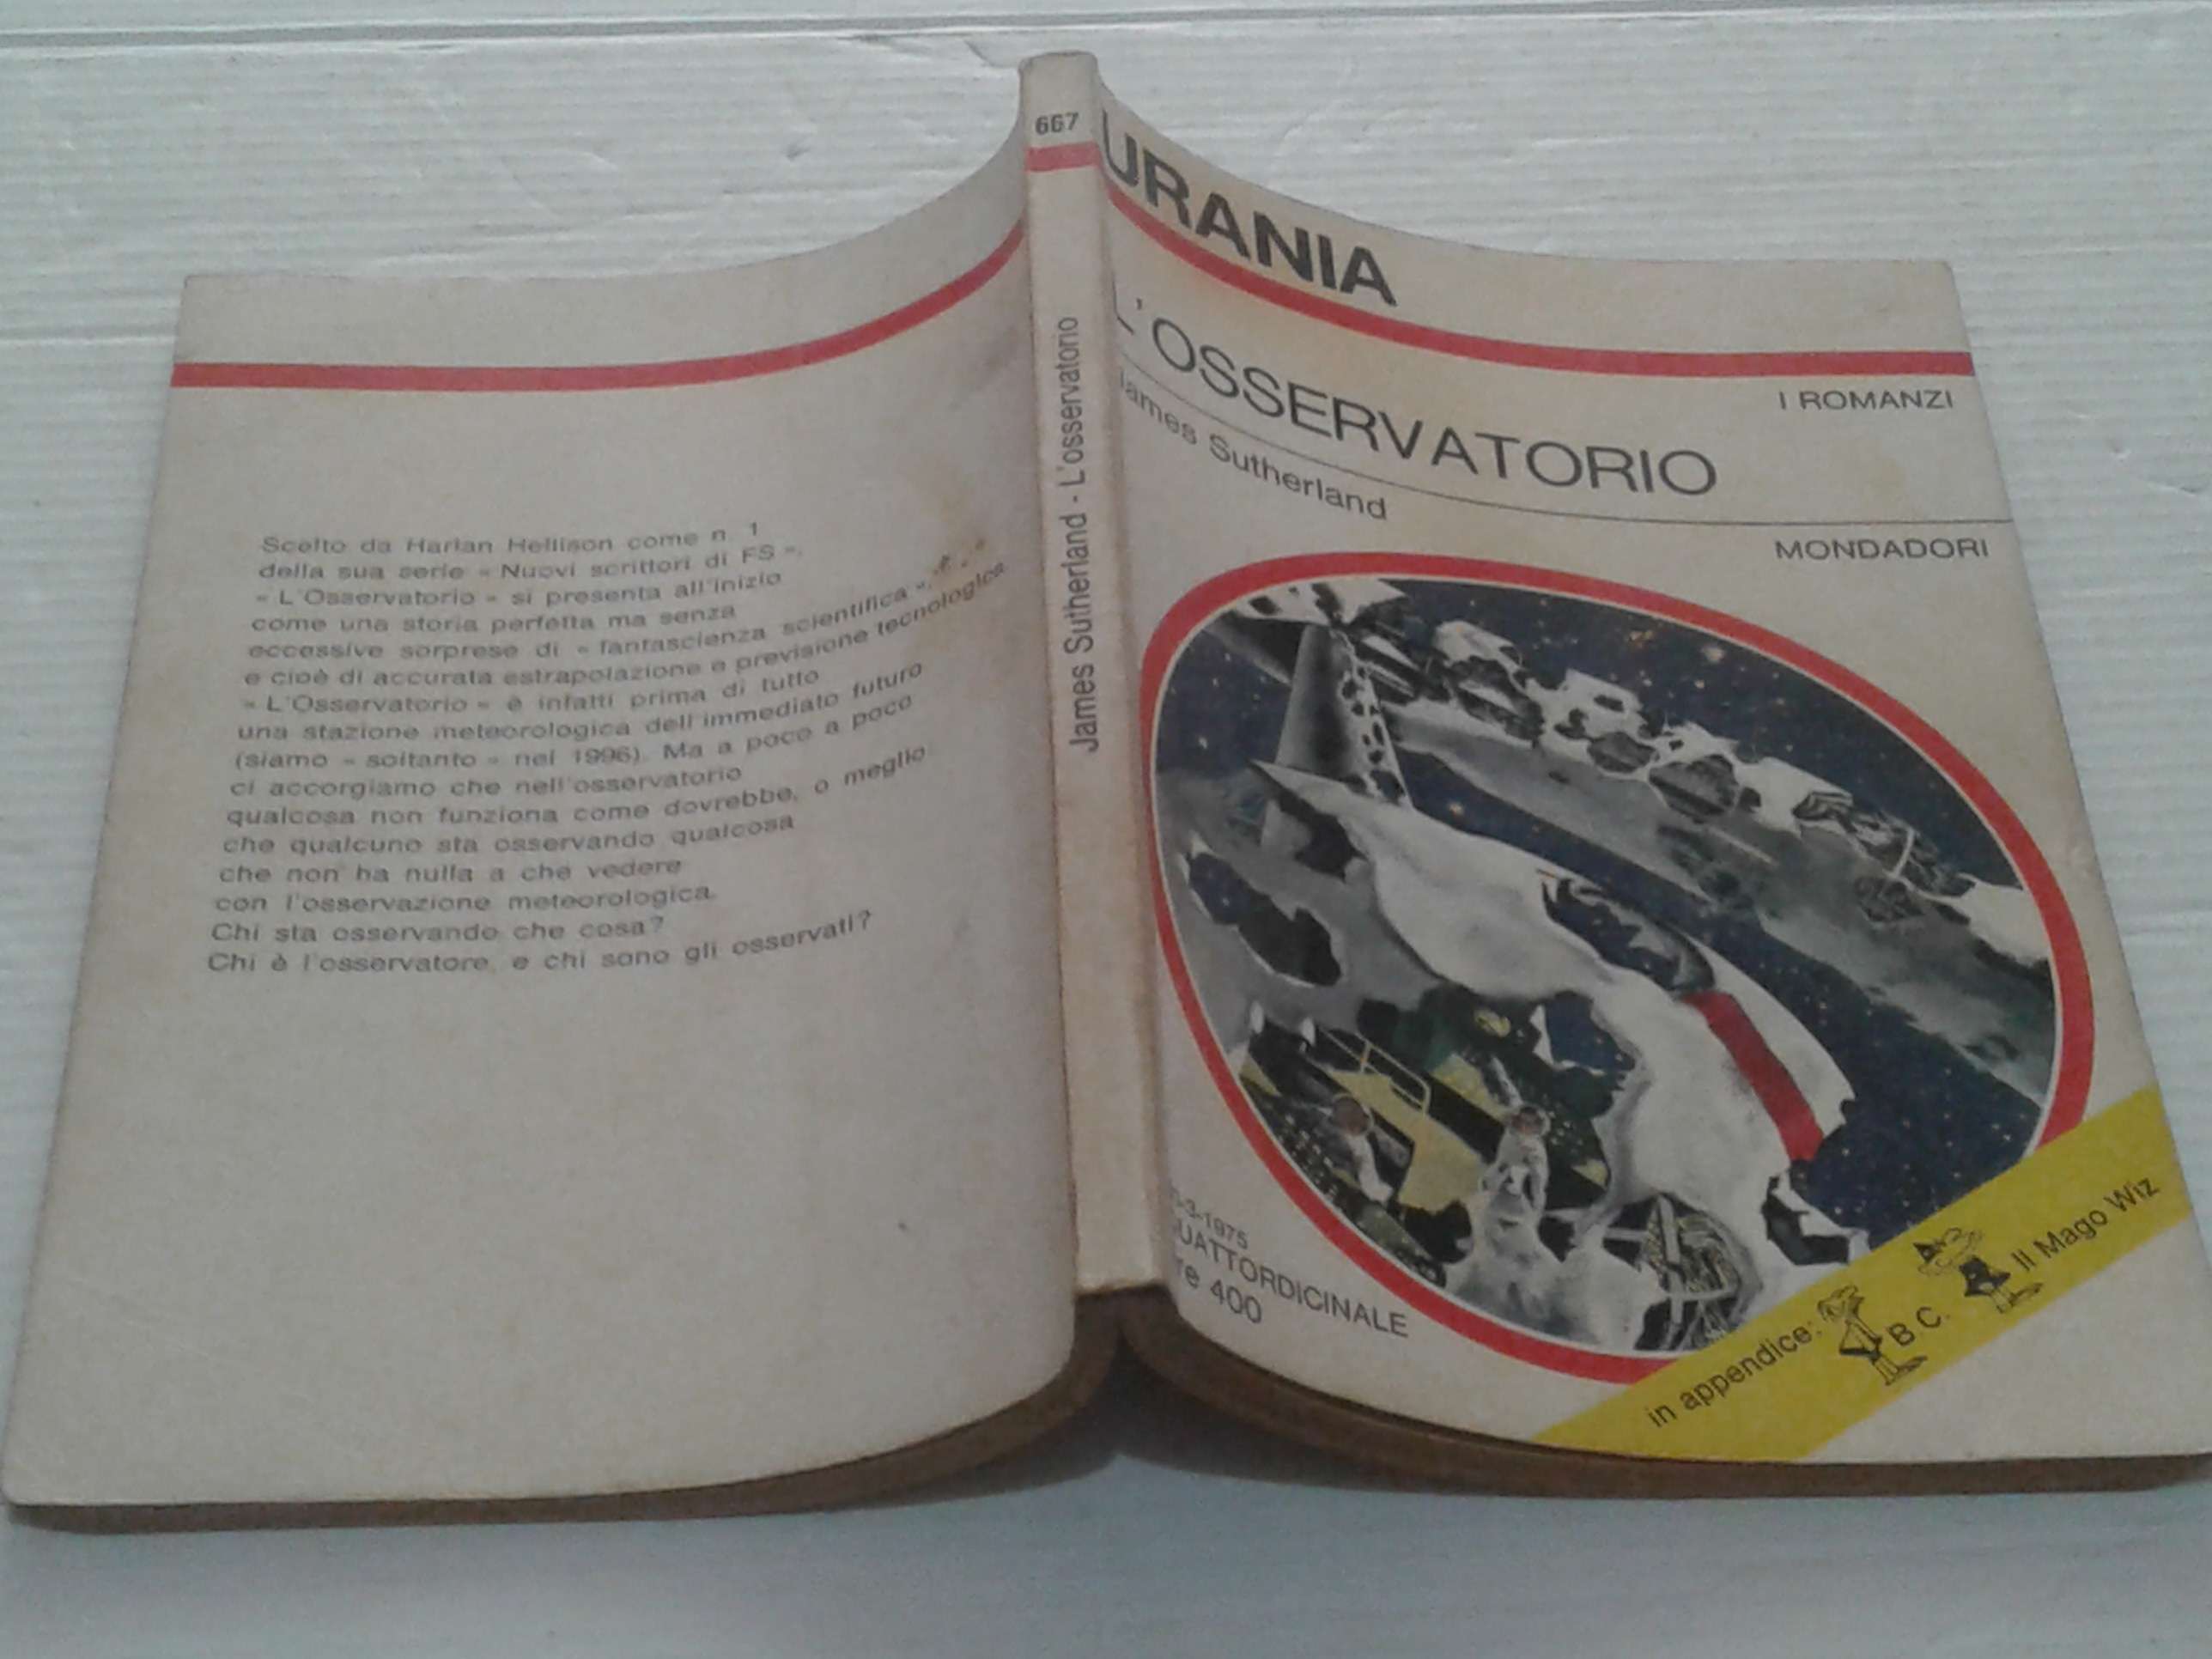 Scelto da Harlan Hellison come n. 1
della sua serie « Nuovi scrittori di FS »,
« L'Osservatorio » si presenta all'inizio
come una storia perfetta ma senza
eccessive sorprese di « fantascienza scientifica »,
e cioè di accurata estrapolazione e previsione tecnologica
« L'Osservatorio » è infatti prima di tutto
una stazione meteorologica dell'immediato futuro
(siamo « soltanto » nel 1996). Ma a poco a poco
ci accorgiamo che nell'osservatorio
qualcosa non funziona come dovrebbe, o meglio
che qualcuno sta osservando qualcosa
che non ha nulla a che vedere
con l'osservazione meteorologica.
Chi sta osservando che cosa?
Chi è l'osservatore, e chi sono gli osservati?
667
James Sutherland - L'osservatorio
URANIA
I ROMANZI
L'OSSERVATORIO
James Sutherland
MONDADORI
-3-1975
QUATTORDICINALE
re 400
in appendice: B.C. Il Mago Wiz